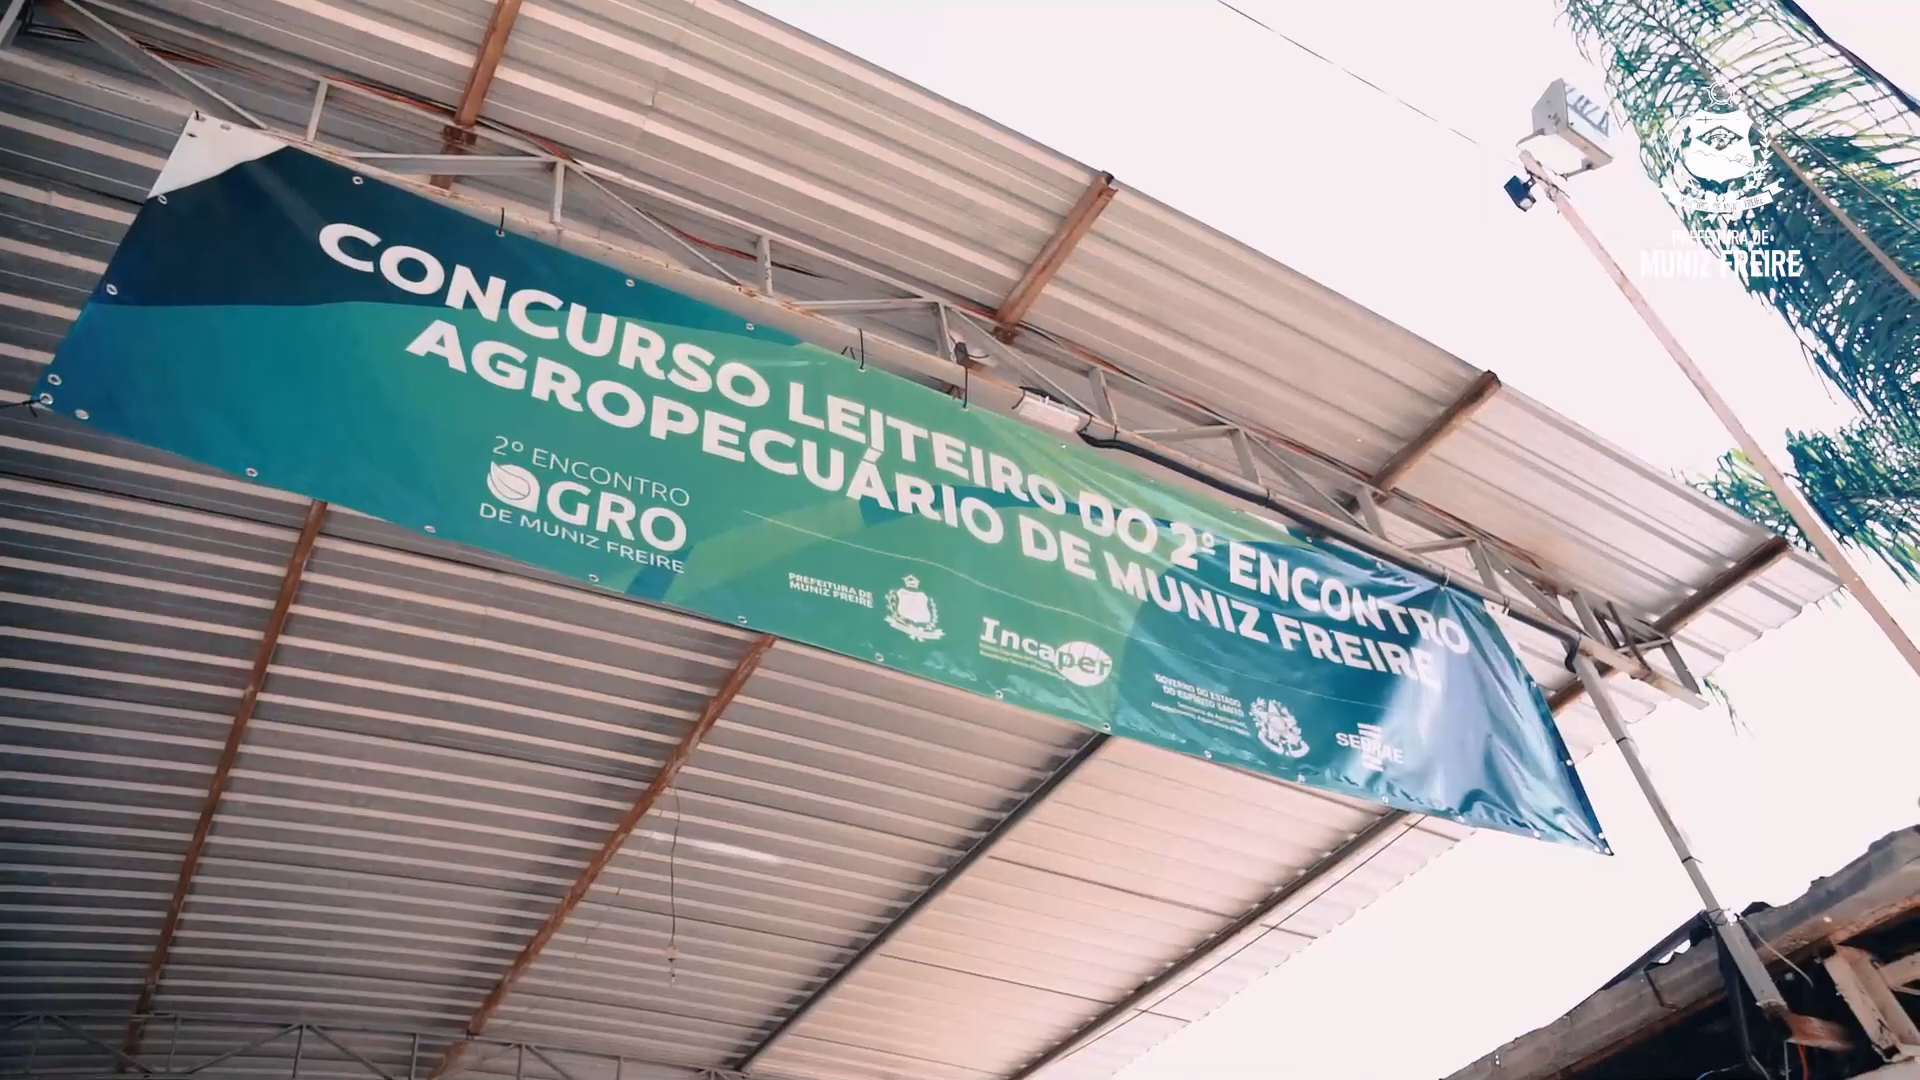 CONCURSO LEITEIRO DO 2º ENCONTRO
AGROPECUÁRIO DE MUNIZ FREIRE
2º ENCONTRO
AGRO
DE MUNIZ FREIRE
PREFEITURA DE
MUNIZ FREIRE
Incaper
GOVERNO DO ESTADO
DO ESPÍRITO SANTO
SEBRAE
PREFEITURA DE
MUNIZ FREIRE